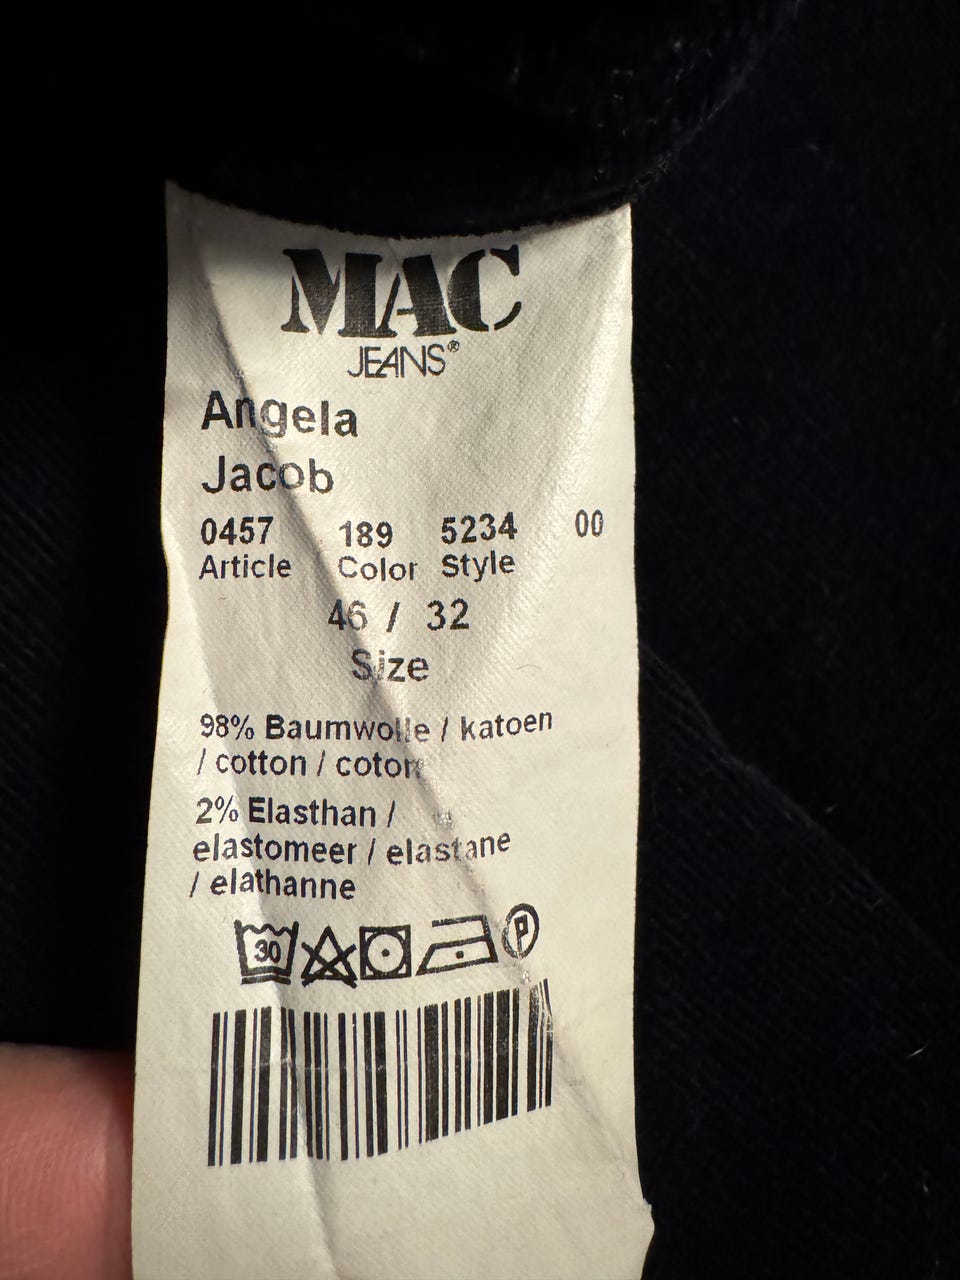 MAC
JEANS®
Angela
Jacob
0457 189 5234 00
Article Color Style
46 / 32
Size
98% Baumwolle / katoen
/ cotton / coton
2% Elasthan /
elastomeer / elastane
/ elathanne
30 P